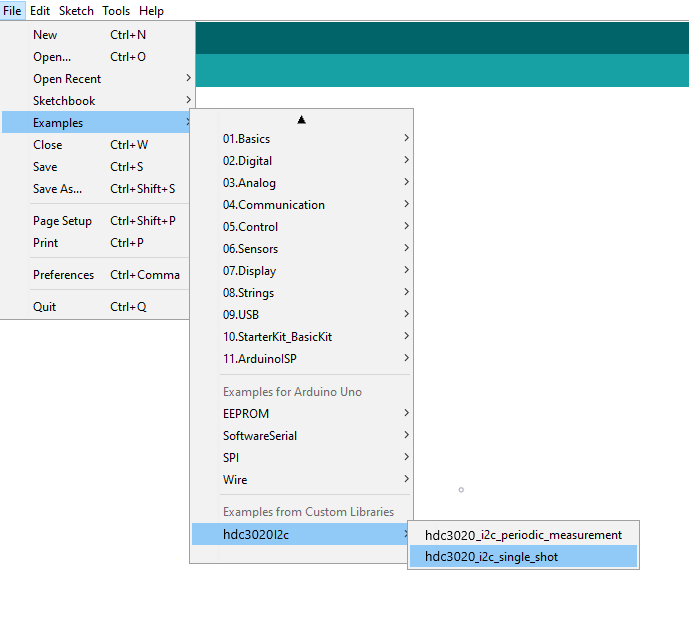 File Edit Sketch Tools Help
New Ctrl+N
Open... Ctrl+O
Open Recent
Sketchbook
Examples
Close Ctrl+W
Save Ctrl+S
Save As... Ctrl+Shift+S
Page Setup Ctrl+Shift+P
Print Ctrl+P
Preferences Ctrl+Comma
Quit Ctrl+Q
01.Basics
02.Digital
03.Analog
04.Communication
05.Control
06.Sensors
07.Display
08.Strings
09.USB
10.StarterKit_BasicKit
11.ArduinoISP
Examples for Arduino Uno
EEPROM
SoftwareSerial
SPI
Wire
Examples from Custom Libraries
hdc3020I2c
hdc3020_i2c_periodic_measurement
hdc3020_i2c_single_shot